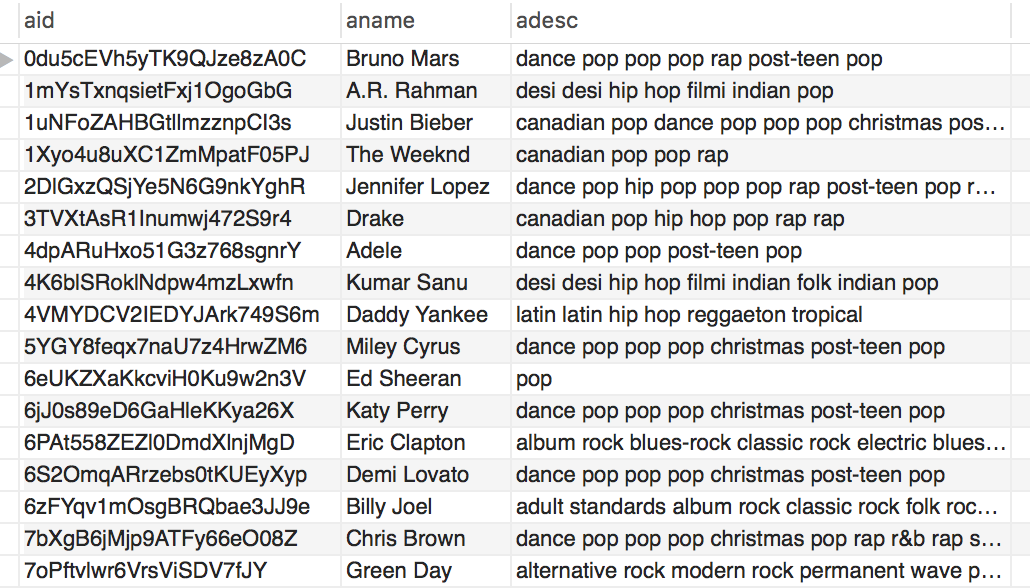 aid aname adesc
0du5cEVh5yTK9QJze8zA0C Bruno Mars dance pop pop pop rap post-teen pop
1mYsTxnqsietFxj1OgoGbG A.R. Rahman desi desi hip hop filmi indian pop
1uNFoZAHBGtllmzznpCI3s Justin Bieber canadian pop dance pop pop pop christmas pos…
1Xyo4u8uXC1ZmMpatF05PJ The Weeknd canadian pop pop rap
2DlGxzQSjYe5N6G9nkYghR Jennifer Lopez dance pop hip pop pop pop rap post-teen pop r…
3TVXtAsR1Inumwj472S9r4 Drake canadian pop hip hop pop rap rap
4dpARuHxo51G3z768sgnrY Adele dance pop pop post-teen pop
4K6blSRoklNdpw4mzLxwfn Kumar Sanu desi desi hip hop filmi indian folk indian pop
4VMYDCV2IEDYJArk749S6m Daddy Yankee latin latin hip hop reggaeton tropical
5YGY8feqx7naU7z4HrwZM6 Miley Cyrus dance pop pop pop christmas post-teen pop
6eUKZXaKkcviH0Ku9w2n3V Ed Sheeran pop
6jJ0s89eD6GaHleKKya26X Katy Perry dance pop pop pop christmas post-teen pop
6PAt558ZEZl0DmdXlnjMgD Eric Clapton album rock blues-rock classic rock electric blues…
6S2OmqARrzebs0tKUEyXyp Demi Lovato dance pop pop pop christmas post-teen pop
6zFYqv1mOsgBRQbae3JJ9e Billy Joel adult standards album rock classic rock folk roc…
7bXgB6jMjp9ATFy66eO08Z Chris Brown dance pop pop pop christmas pop rap r&b rap s…
7oPftvlwr6VrsViSDV7fJY Green Day alternative rock modern rock permanent wave p…